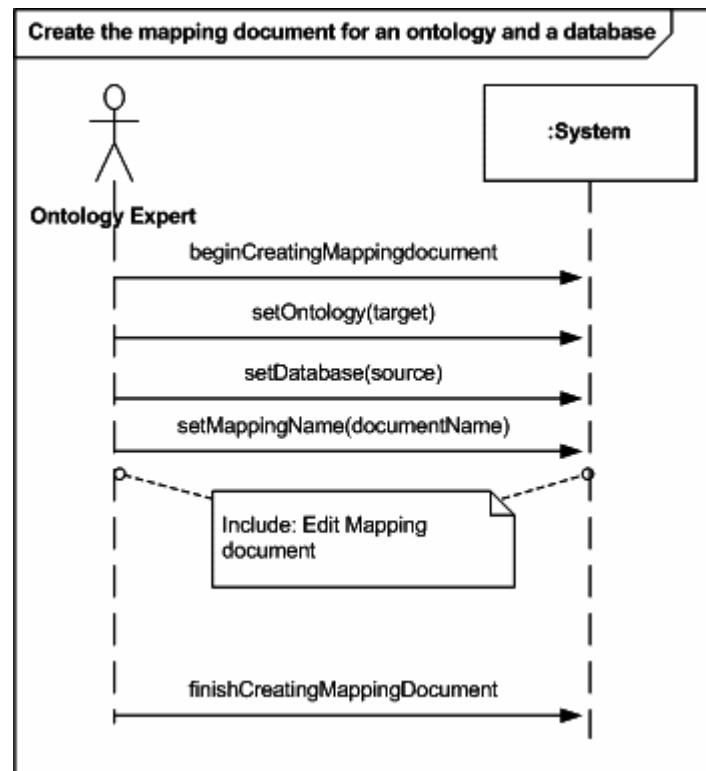 Create the mapping document for an ontology and a database
:System
Ontology Expert
beginCreatingMappingdocument
setOntology(target)
setDatabase(source)
setMappingName(documentName)
Include: Edit Mapping
document
finishCreatingMappingDocument